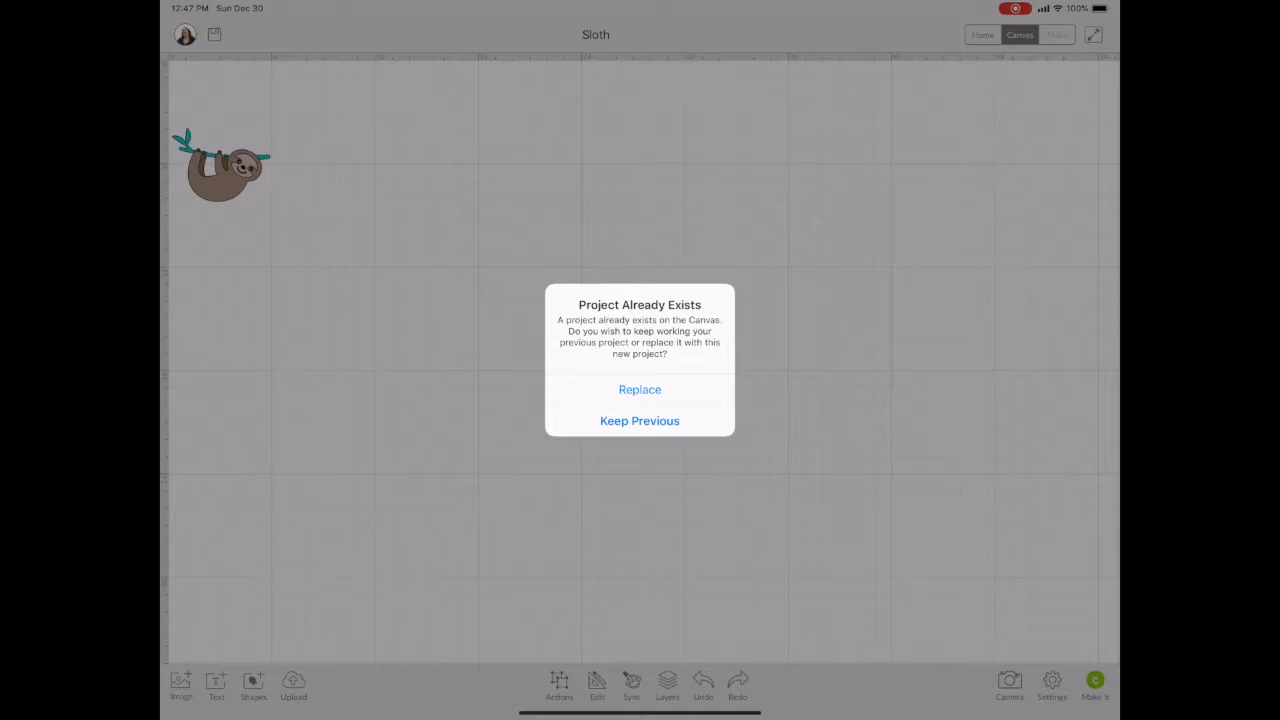 12:47 PM Sun Dec 30
100%
Sloth
Home Canvas Make
Project Already Exists
A project already exists on the Canvas.
Do you wish to keep working your
previous project or replace it with this
new project?
Replace
Keep Previous
Image Text Shapes Upload Actions Edit Sync Layers Undo Redo Camera Settings Make It